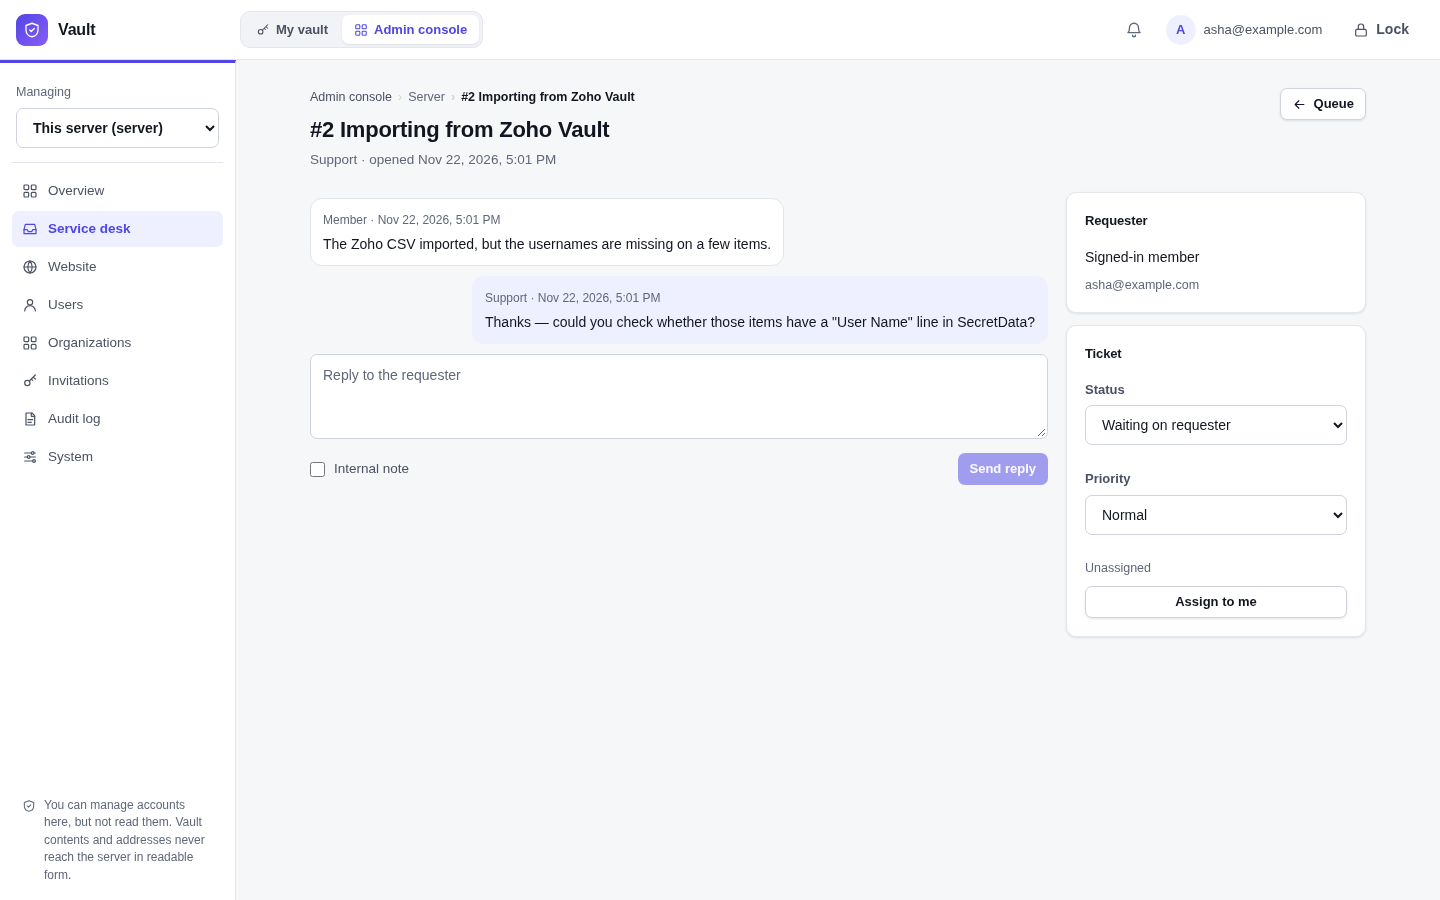 Vault
My vault
Admin console
A
asha@example.com
Lock
Managing
This server (server)
Overview
Service desk
Website
Users
Organizations
Invitations
Audit log
System
You can manage accounts
here, but not read them. Vault
contents and addresses never
reach the server in readable
form.
Admin console › Server › #2 Importing from Zoho Vault
Queue
#2 Importing from Zoho Vault
Support · opened Nov 22, 2026, 5:01 PM
Member · Nov 22, 2026, 5:01 PM
The Zoho CSV imported, but the usernames are missing on a few items.
Support · Nov 22, 2026, 5:01 PM
Thanks — could you check whether those items have a "User Name" line in SecretData?
Reply to the requester
Internal note
Send reply
Requester
Signed-in member
asha@example.com
Ticket
Status
Waiting on requester
Priority
Normal
Unassigned
Assign to me